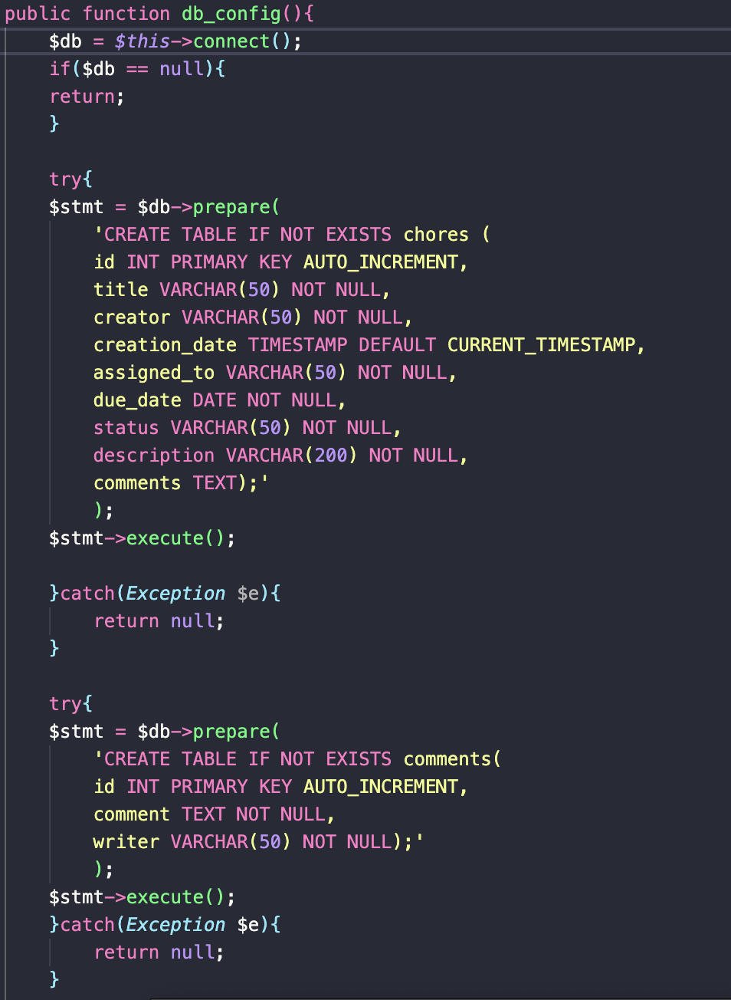 public function db_config(){
$db = $this->connect();
if($db == null){
return;
}
try{
$stmt = $db->prepare(
'CREATE TABLE IF NOT EXISTS chores (
id INT PRIMARY KEY AUTO_INCREMENT,
title VARCHAR(50) NOT NULL,
creator VARCHAR(50) NOT NULL,
creation_date TIMESTAMP DEFAULT CURRENT_TIMESTAMP,
assigned_to VARCHAR(50) NOT NULL,
due_date DATE NOT NULL,
status VARCHAR(50) NOT NULL,
description VARCHAR(200) NOT NULL,
comments TEXT);'
);
$stmt->execute();
}catch(Exception $e){
return null;
}
try{
$stmt = $db->prepare(
'CREATE TABLE IF NOT EXISTS comments(
id INT PRIMARY KEY AUTO_INCREMENT,
comment TEXT NOT NULL,
writer VARCHAR(50) NOT NULL);'
);
$stmt->execute();
}catch(Exception $e){
return null;
}